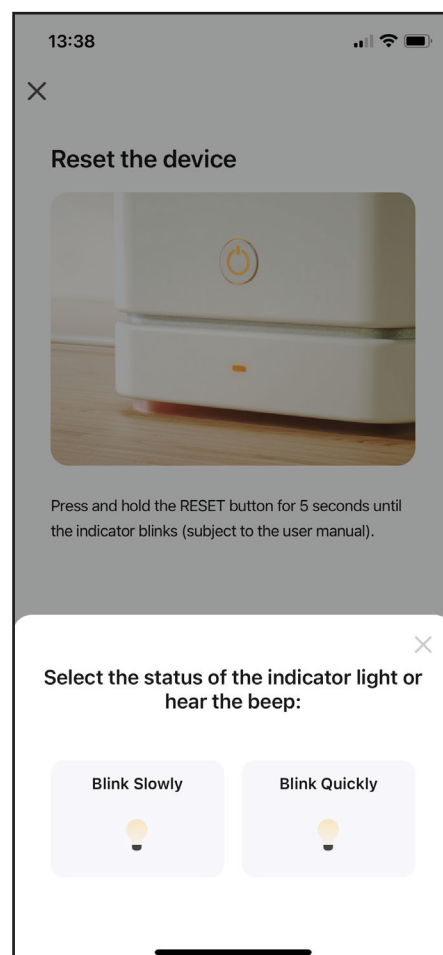 13:38
Reset the device
Press and hold the RESET button for 5 seconds until
the indicator blinks (subject to the user manual).
Select the status of the indicator light or
hear the beep:
Blink Slowly
Blink Quickly